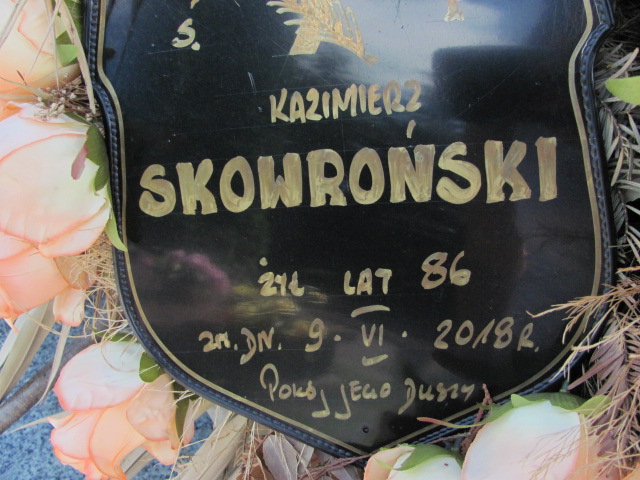 Ś.
KAZIMIERZ
SKOWROŃSKI
ŻYŁ LAT 86
ZM. DN. 9. VI. 2018 R.
POKÓJ JEGO DUSZY